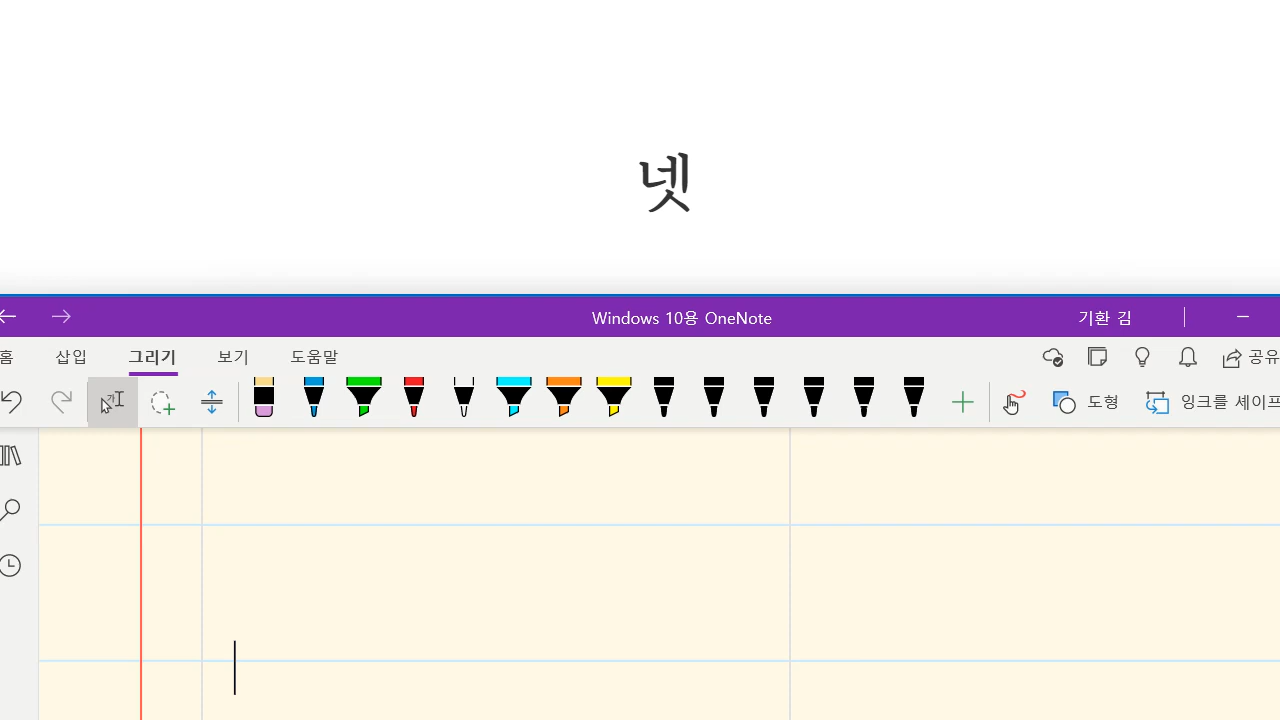 넷
Windows 10용 OneNote
기환 김
홈 삽입 그리기 보기 도움말 공유
가 도형 잉크를 셰이프